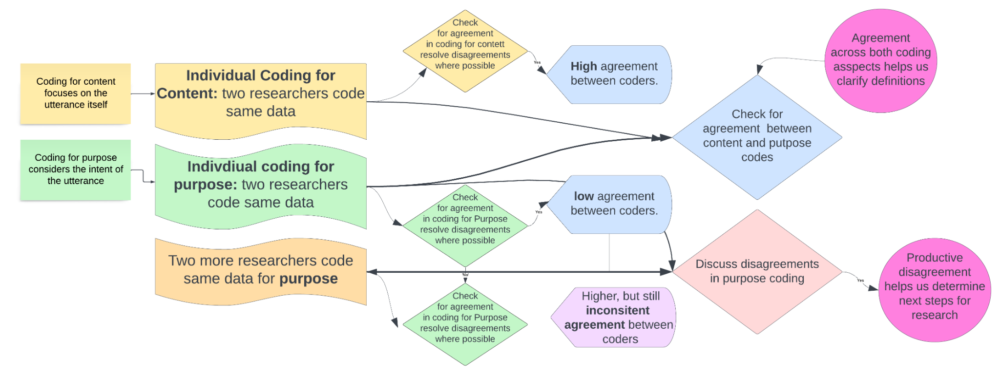 Coding for content
focuses on the
utterance itself
Individual Coding for
Content: two researchers code
same data
Check
for agreement
in coding for contett
resolve disagreements
where possible
Yes
High agreement
between coders.
Agreement
across both coding
asspects helps us
clarify definitions
Check for
agreement between
content and putpose
codes
Coding for purpose
considers the intent of
the utterance
Indivdiual coding for
purpose: two researchers
code same data
Check
for agreement
in coding for Purpose
resolve disagreements
where possible
Yes
low agreement
between coders.
Two more researchers code
same data for purpose
'No'
Check
for agreement
in coding for Purpose
resolve disagreements
where possible
Higher, but still
inconsitent
agreement between
coders
Discuss disagreements
in purpose coding
Yes
Productive
disagreement
helps us determine
next steps for
research